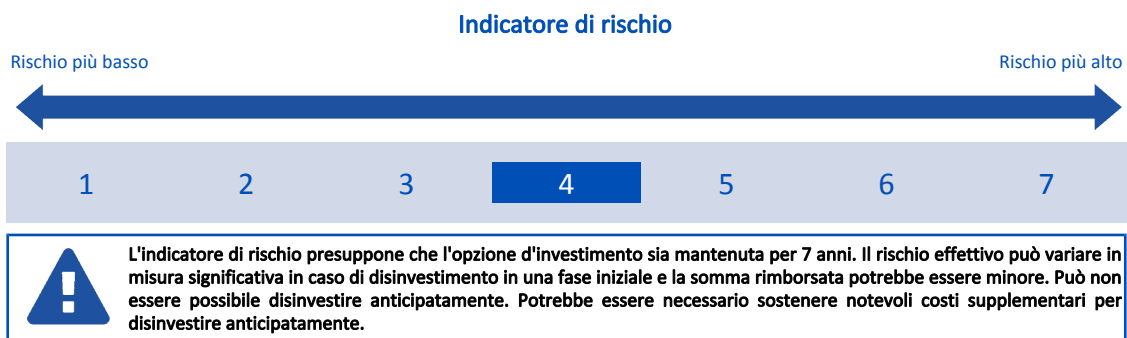 Indicatore di rischio
Rischio più basso
Rischio più alto
1 2 3 4 5 6 7
L'indicatore di rischio presuppone che l'opzione d'investimento sia mantenuta per 7 anni. Il rischio effettivo può variare in
misura significativa in caso di disinvestimento in una fase iniziale e la somma rimborsata potrebbe essere minore. Può non
essere possibile disinvestire anticipatamente. Potrebbe essere necessario sostenere notevoli costi supplementari per
disinvestire anticipatamente.